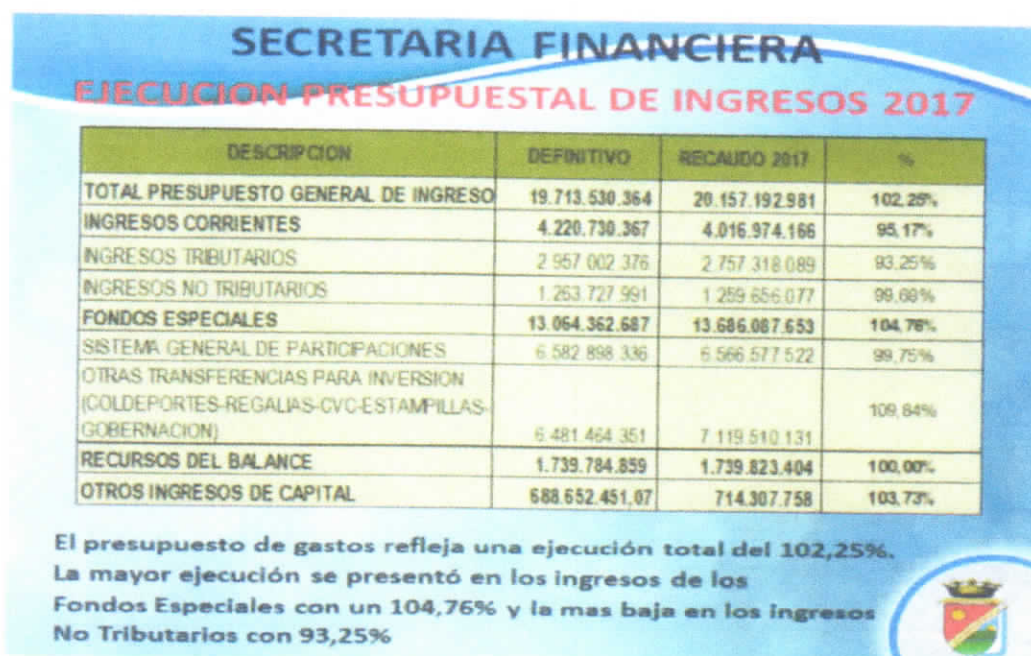 SECRETARIA FINANCIERA
EJECUCION PRESUPUESTAL DE INGRESOS 2017
DESCRIPCION DEFINITIVO RECAUDO 2017 %
TOTAL PRESUPUESTO GENERAL DE INGRESO 19.713.530.364 20.157.192.981 102,25%
INGRESOS CORRIENTES 4.220.730.367 4.016.974.166 95,17%
INGRESOS TRIBUTARIOS 2 957 002 376 2 757 318 089 93,25%
INGRESOS NO TRIBUTARIOS 1.263 727 991 1 259 656 077 99,68%
FONDOS ESPECIALES 13.064.362.687 13.686.087.653 104,76%
SISTEMA GENERAL DE PARTICIPACIONES 6 582 898 336 6 566 577 522 99,75%
OTRAS TRANSFERENCIAS PARA INVERSION
(COLDEPORTES-REGALIAS-CVC-ESTAMPILLAS-
GOBERNACION) 6 481 464 351 7 119 510 131 109,84%
RECURSOS DEL BALANCE 1.739.784.859 1.739.823.404 100,00%
OTROS INGRESOS DE CAPITAL 688.652.451,07 714.307.758 103,73%
El presupuesto de gastos refleja una ejecución total del 102,25%.
La mayor ejecución se presentó en los ingresos de los
Fondos Especiales con un 104,76% y la mas baja en los ingresos
No Tributarios con 93,25%